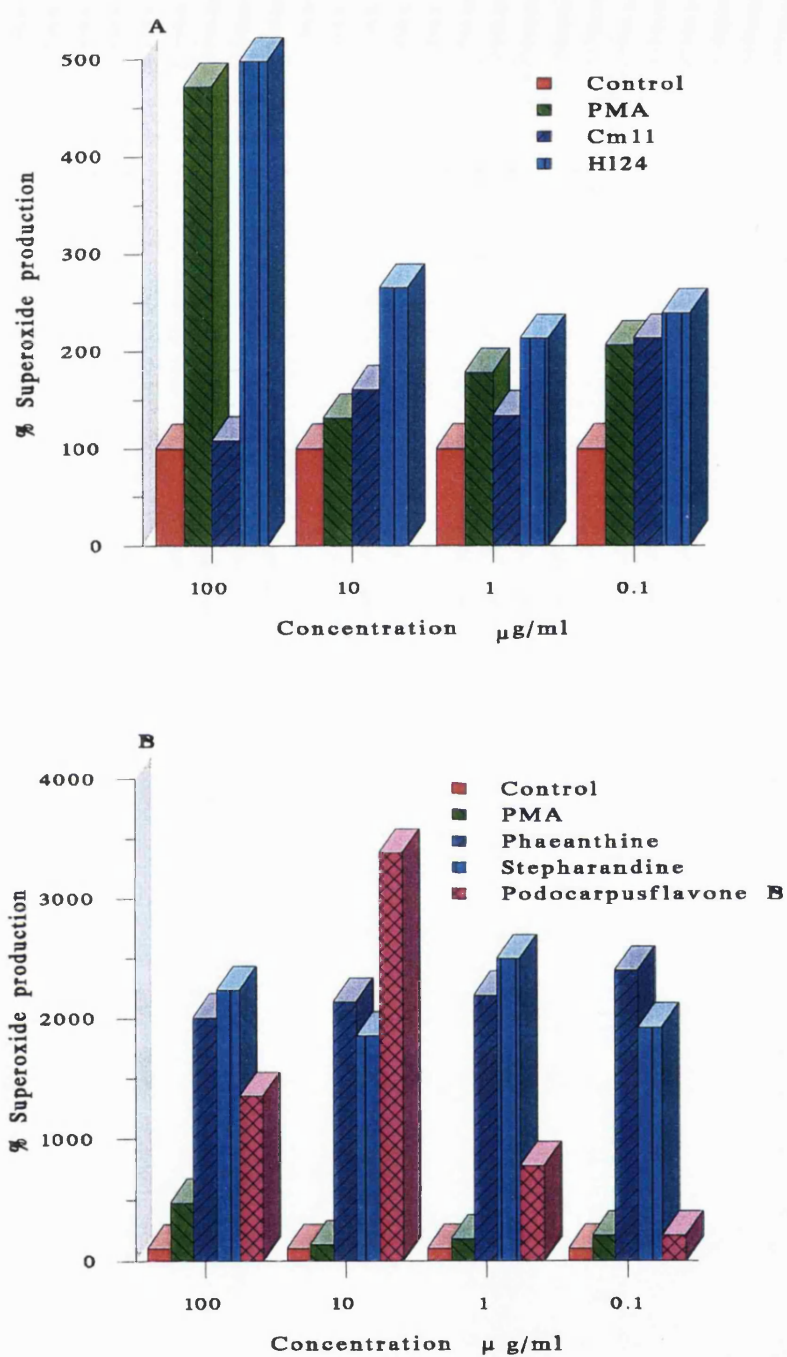 A
500
400
300
200
100
0
% Superoxide production
Control
PMA
Cm11
H124
100 10 1 0.1
Concentration μg/ml
B
4000
3000
2000
1000
0
% Superoxide production
Control
PMA
Phaeanthine
Stepharandine
Podocarpusflavone B
100 10 1 0.1
Concentration μ g/ml